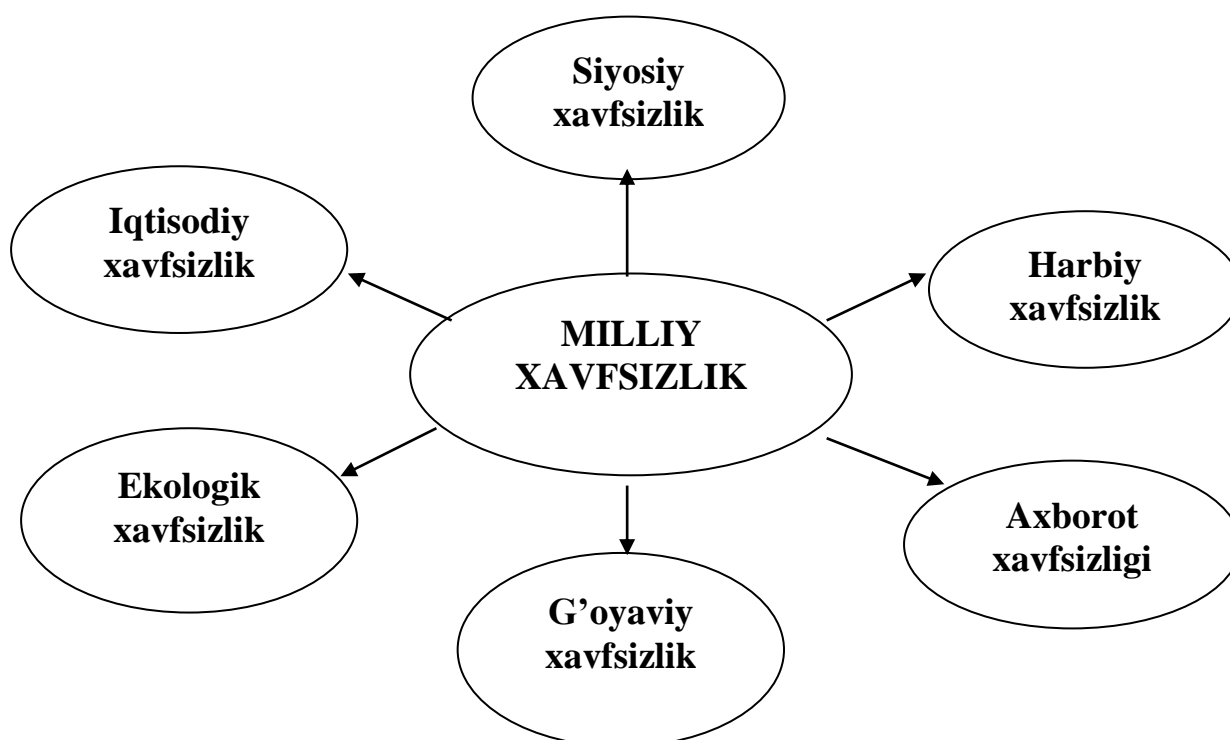 Siyosiy
xavfsizlik
Iqtisodiy
xavfsizlik
Harbiy
xavfsizlik
MILLIY
XAVFSIZLIK
Ekologik
xavfsizlik
Axborot
xavfsizligi
G’oyaviy
xavfsizlik